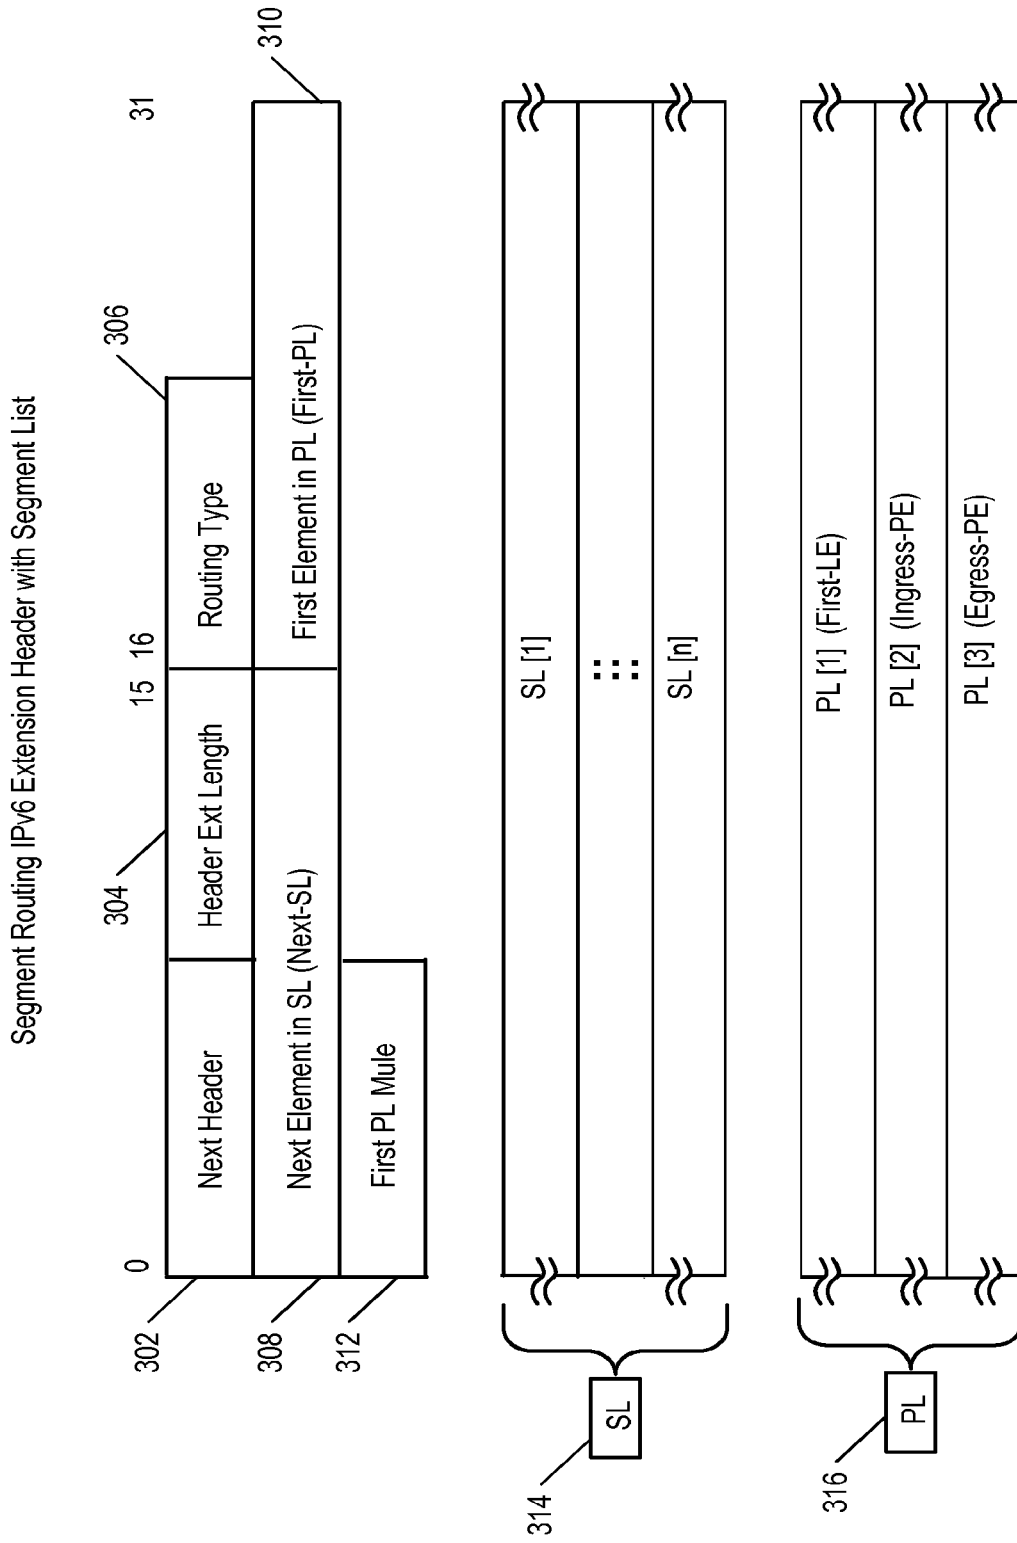 Segment Routing IPv6 Extension Header with Segment List
0
15
16
31
304
306
302
Next Header
Header Ext Length
Routing Type
308
Next Element in SL (Next-SL)
First Element in PL (First-PL)
310
312
First PL Mule
314
SL
SL [1]
SL [n]
316
PL
PL [1] (First-LE)
PL [2] (Ingress-PE)
PL [3] (Egress-PE)